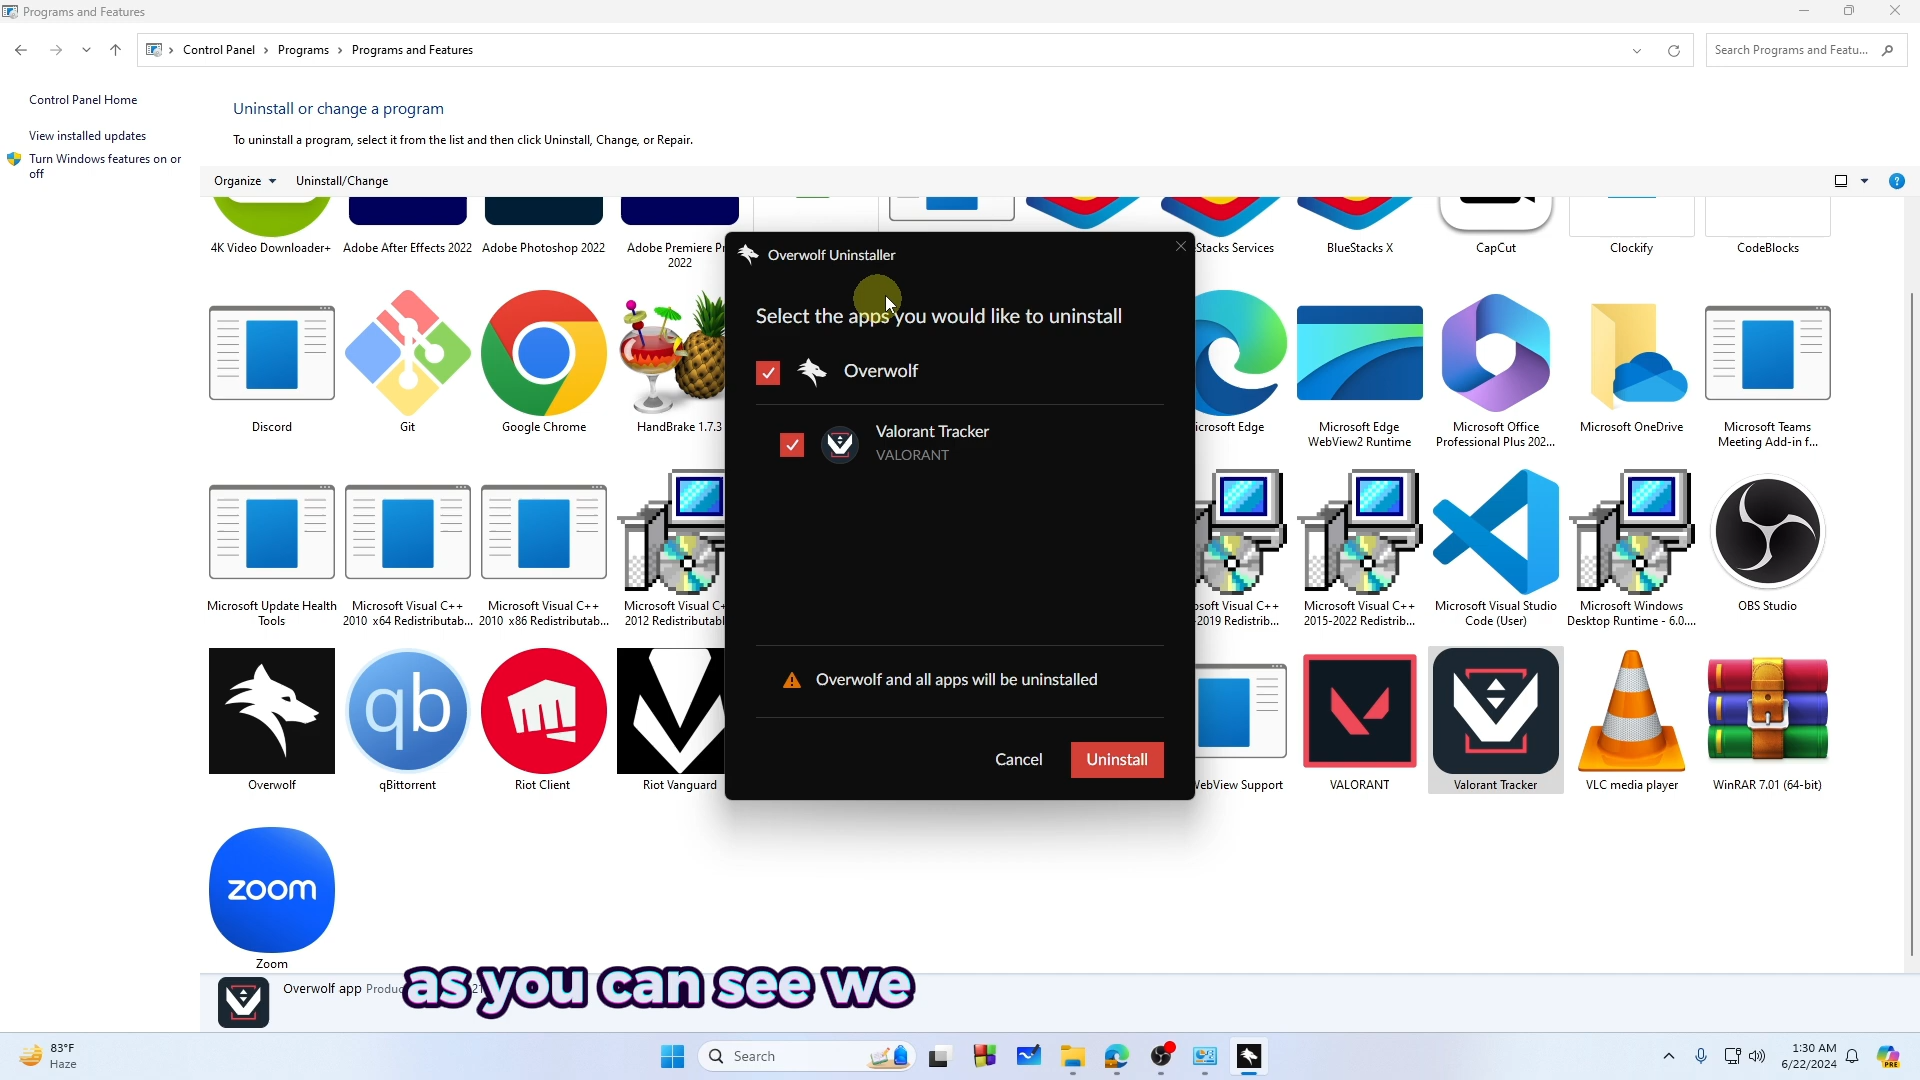 Programs and Features
Control Panel > Programs > Programs and Features
Search Programs and Featu...
Control Panel Home
View installed updates
Turn Windows features on or
off
Uninstall or change a program
To uninstall a program, select it from the list and then click Uninstall, Change, or Repair.
Organize Uninstall/Change
4K Video Downloader+
Adobe After Effects 2022
Adobe Photoshop 2022
Adobe Premiere Pr
2022
Stacks Services
BlueStacks X
CapCut
Clockify
CodeBlocks
Overwolf Uninstaller
Select the apps you would like to uninstall
Overwolf
Valorant Tracker
VALORANT
Overwolf and all apps will be uninstalled
Cancel
Uninstall
Discord
Git
Google Chrome
HandBrake 1.7.3
icrosoft Edge
Microsoft Edge
WebView2 Runtime
Microsoft Office
Professional Plus 202...
Microsoft OneDrive
Microsoft Teams
Meeting Add-in f...
Microsoft Update Health
Tools
Microsoft Visual C++
2010 x64 Redistributab...
Microsoft Visual C++
2010 x86 Redistributab...
Microsoft Visual C+
2012 Redistributabl
osoft Visual C++
-2019 Redistrib...
Microsoft Visual C++
2015-2022 Redistrib...
Microsoft Visual Studio
Code (User)
Microsoft Windows
Desktop Runtime - 6.0....
OBS Studio
Overwolf
qb
qBittorrent
Riot Client
Riot Vanguard
WebView Support
VALORANT
Valorant Tracker
VLC media player
WinRAR 7.01 (64-bit)
zoom
Zoom
Overwolf app Produc
as you can see we
83°F
Haze
Search
1:30 AM
6/22/2024
PRE